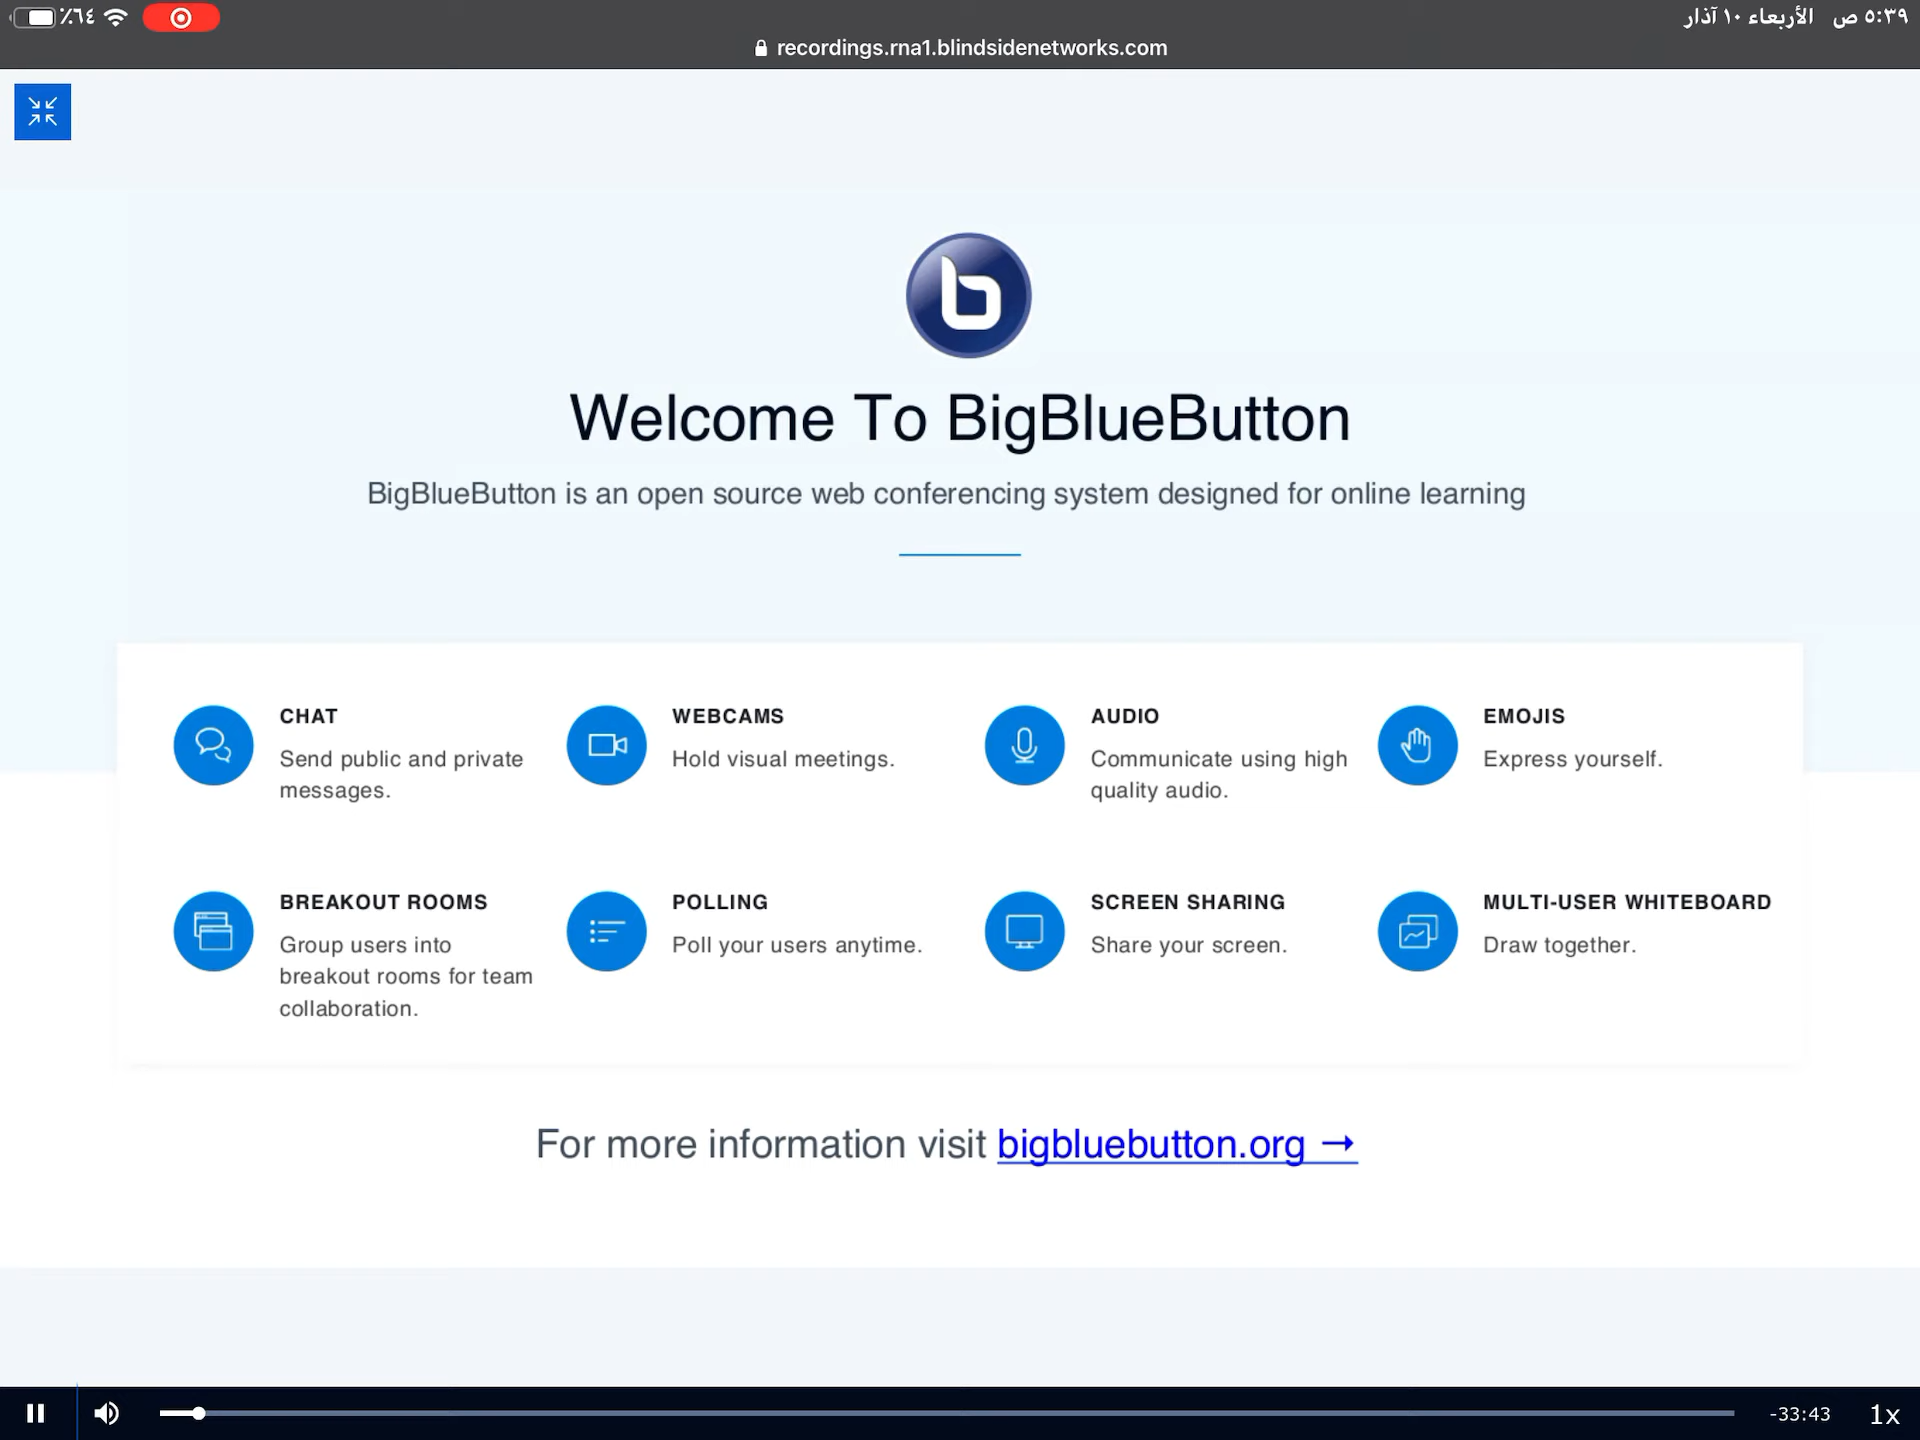 ٪٦٤
٥:٣٩ ص الأربعاء ١٠ آذار
recordings.rna1.blindsidenetworks.com
Welcome To BigBlueButton
BigBlueButton is an open source web conferencing system designed for online learning
CHAT
Send public and private
messages.
WEBCAMS
Hold visual meetings.
AUDIO
Communicate using high
quality audio.
EMOJIS
Express yourself.
BREAKOUT ROOMS
Group users into
breakout rooms for team
collaboration.
POLLING
Poll your users anytime.
SCREEN SHARING
Share your screen.
MULTI-USER WHITEBOARD
Draw together.
For more information visit bigbluebutton.org →
-33:43
1x